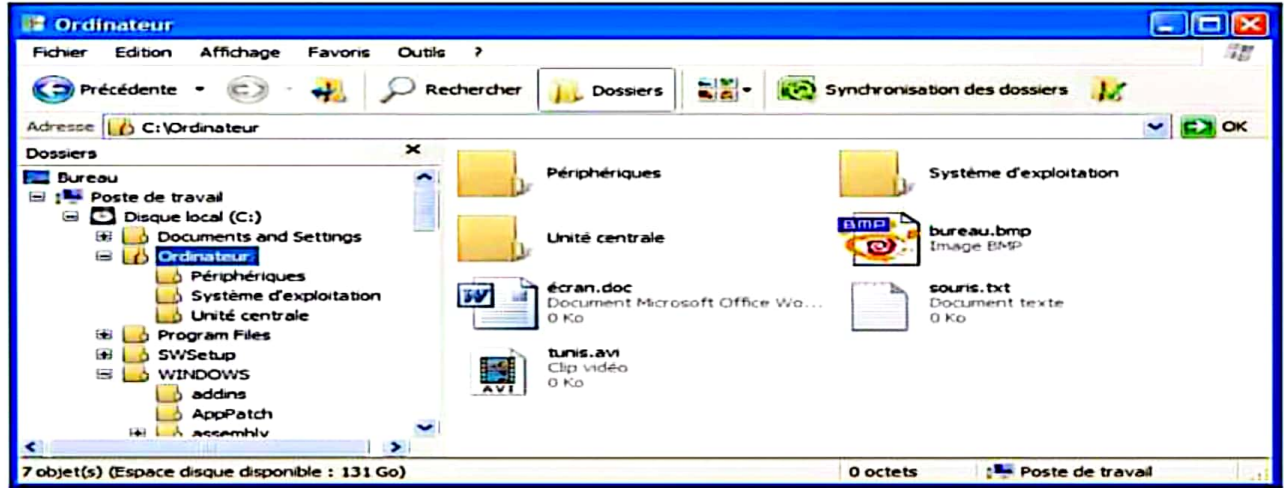 Ordinateur
Fichier Edition Affichage Favoris Outils ?
Précédente Rechercher Dossiers Synchronisation des dossiers
Adresse C:\Ordinateur OK
Dossiers
Bureau
Poste de travail
Disque local (C:)
Documents and Settings
Ordinateur
Périphériques
Système d'exploitation
Unité centrale
Program Files
SWSetup
WINDOWS
addins
AppPatch
assembly
Périphériques
Système d'exploitation
Unité centrale
BMP
bureau.bmp
Image BMP
W
écran.doc
Document Microsoft Office Wo...
0 Ko
souris.txt
Document texte
0 Ko
AVI
tunis.avi
Clip vidéo
0 Ko
7 objet(s) (Espace disque disponible : 131 Go) 0 octets Poste de travail